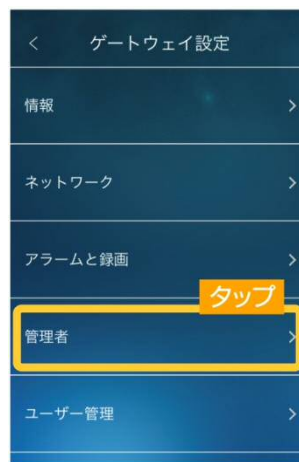 ゲートウェイ設定
情報
ネットワーク
アラームと録画
タップ
管理者
ユーザー管理